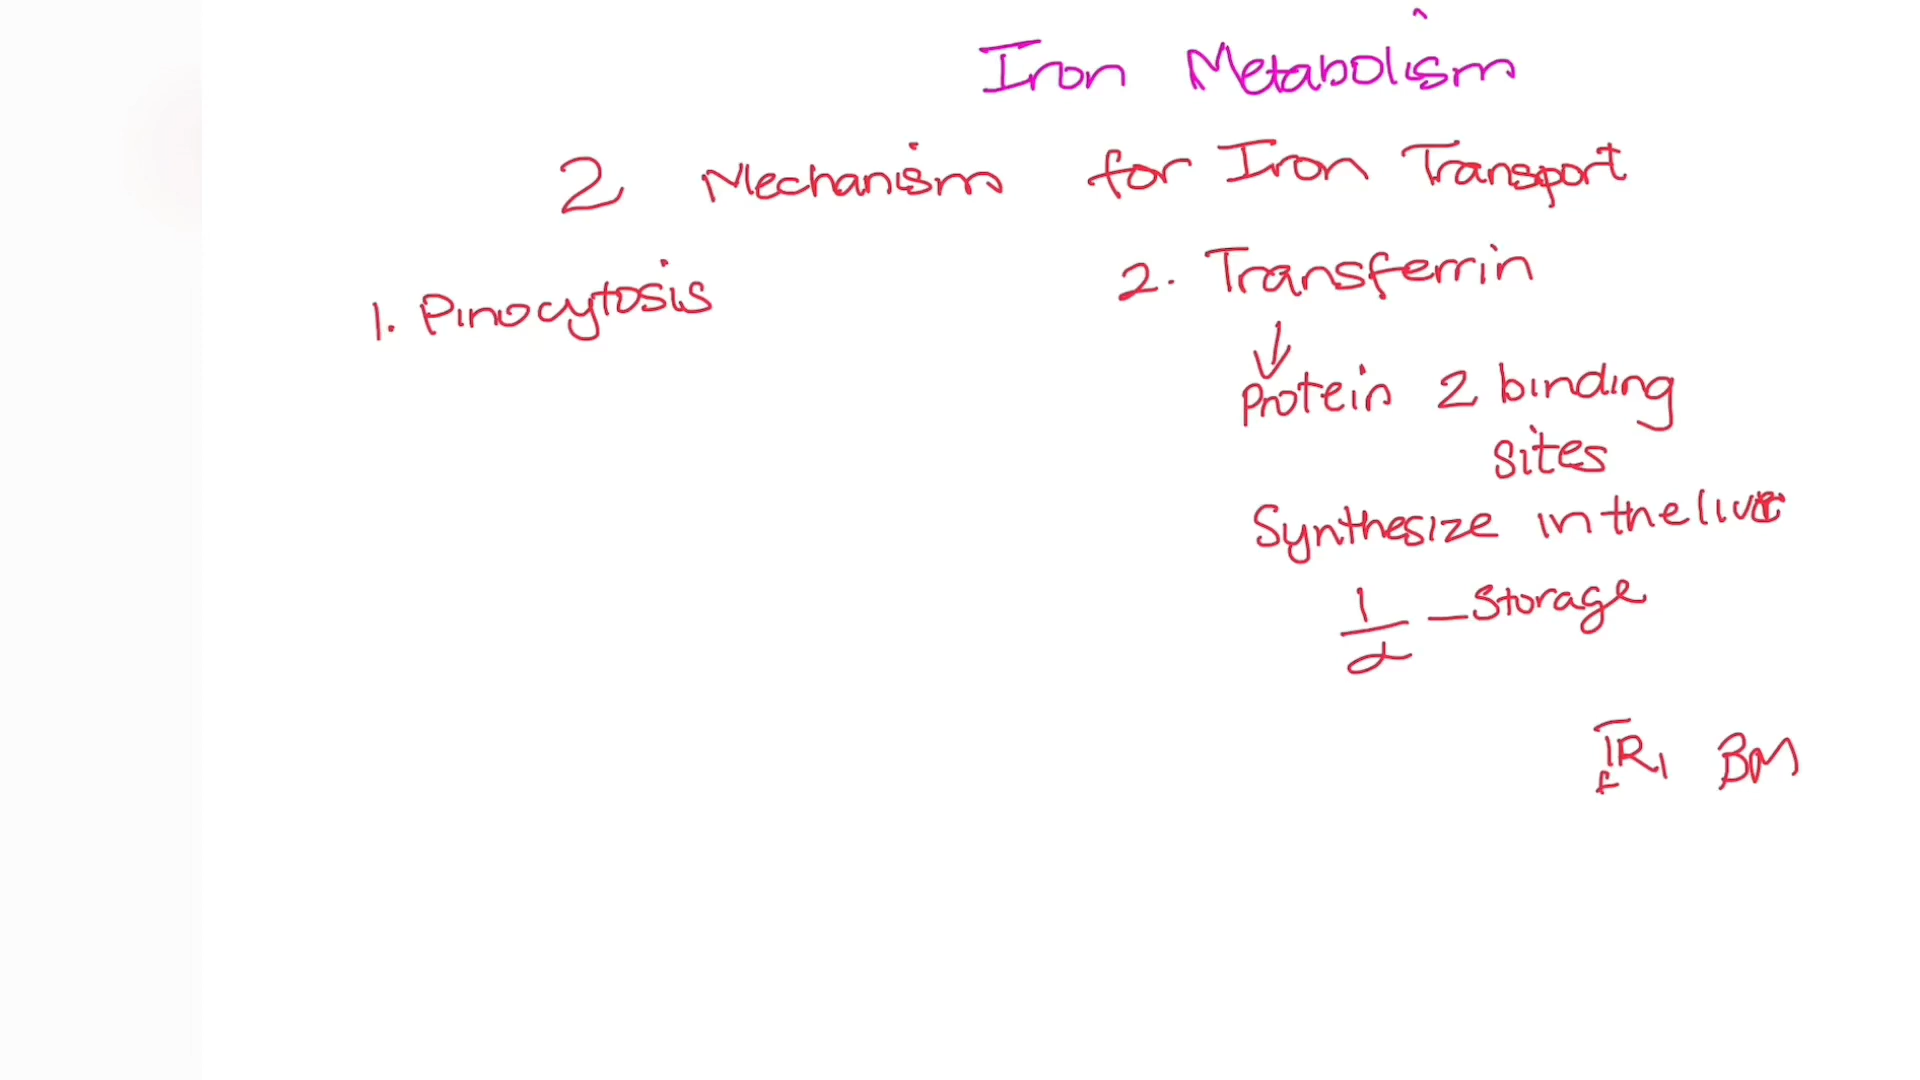 Iron Metabolism
2 Mechanism for Iron Transport
1. Pinocytosis
2. Transferrin
↓
Protein 2 binding
sites
Synthesize in the liver
1/2 - Storage
TfR1 BM